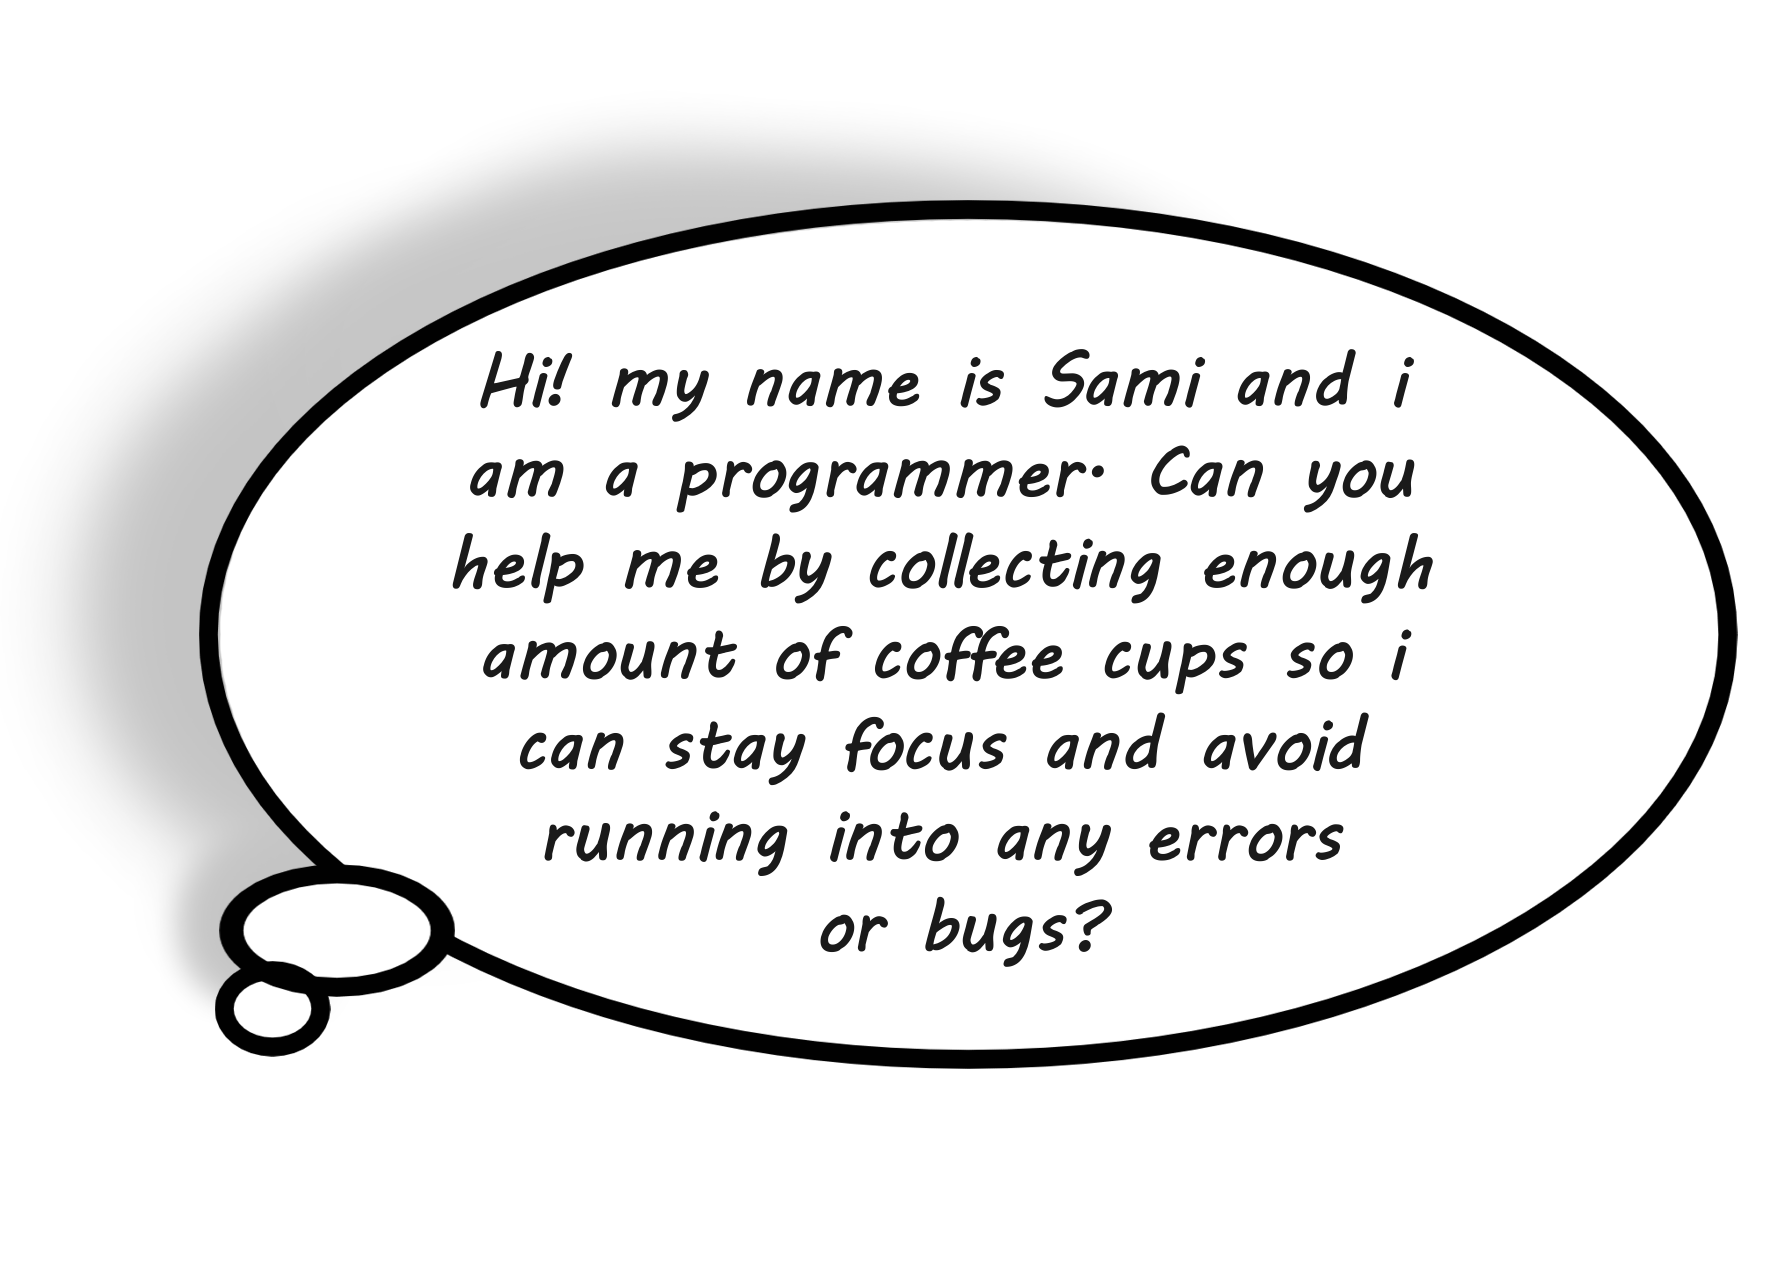 Hi! my name is Sami and i
am a programmer. Can you
help me by collecting enough
amount of coffee cups so i
can stay focus and avoid
running into any errors
or bugs?